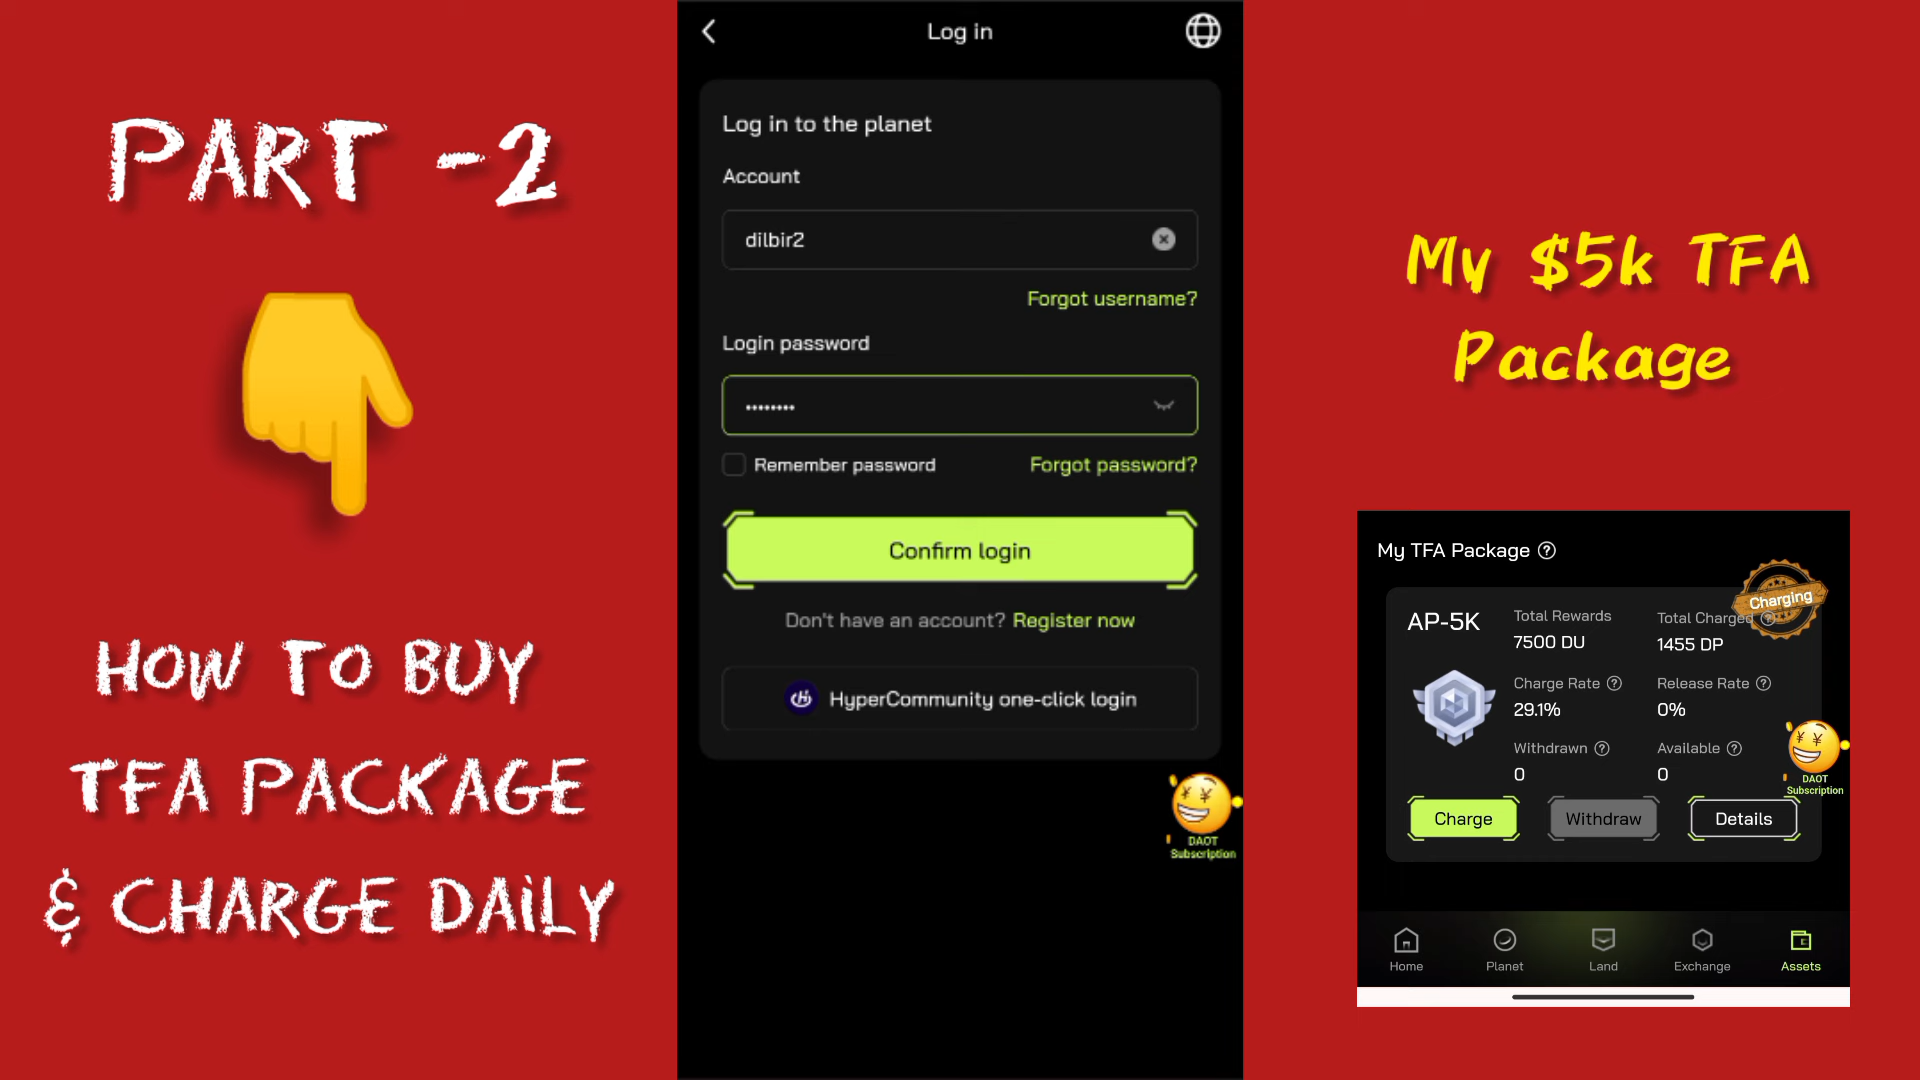 PART -2
HOW TO BUY
TFA PACKAGE
& CHARGE DAILY
Log in
Log in to the planet
Account
dilbir2
Forgot username?
Login password
••••••••
Remember password
Forgot password?
Confirm login
Don't have an account? Register now
HyperCommunity one-click login
DAOT
Subscription
My $5k TFA
Package
My TFA Package
Charging
AP-5K
Total Rewards
7500 DU
Total Charged
1455 DP
Charge Rate
29.1%
Release Rate
0%
Withdrawn
0
Available
0
DAOT
Subscription
Charge
Withdraw
Details
Home
Planet
Land
Exchange
Assets